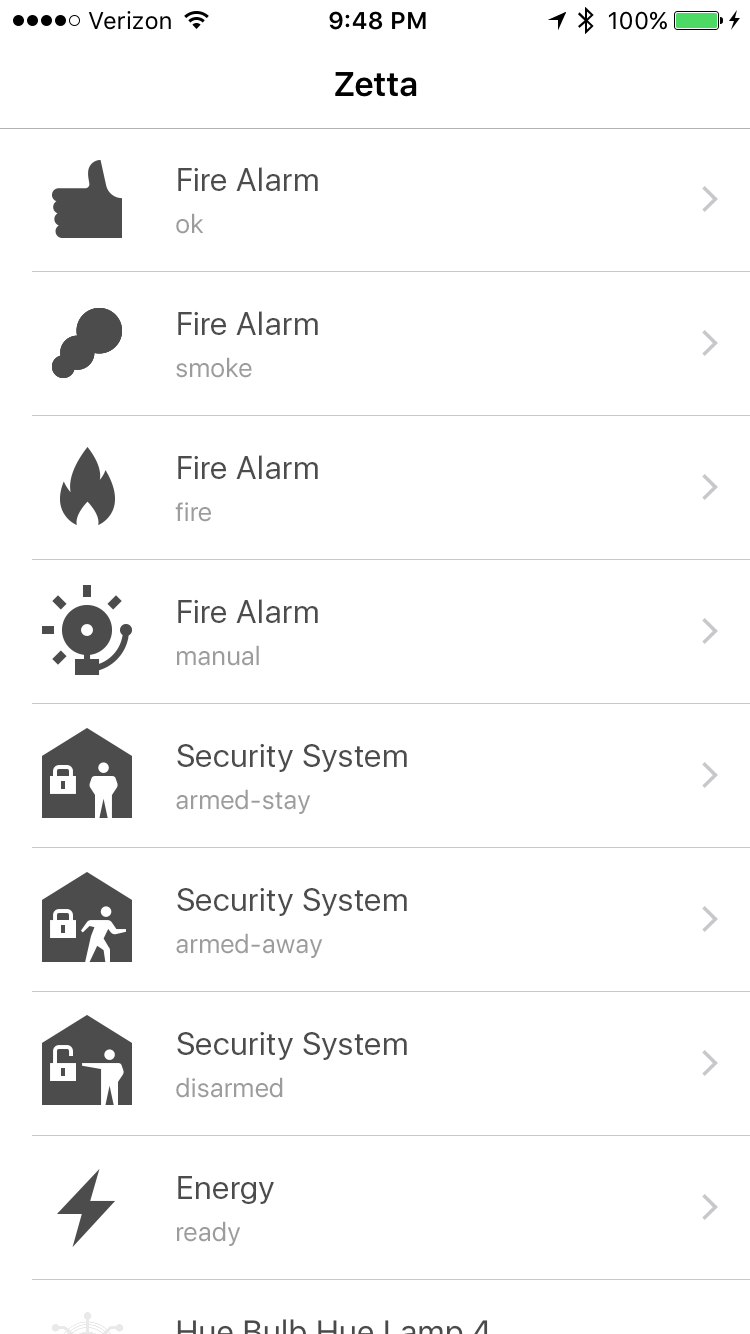 Verizon 9:48 PM 100%
Zetta
Fire Alarm
ok
Fire Alarm
smoke
Fire Alarm
fire
Fire Alarm
manual
Security System
armed-stay
Security System
armed-away
Security System
disarmed
Energy
ready
Hue Bulb Hue Lamp 4